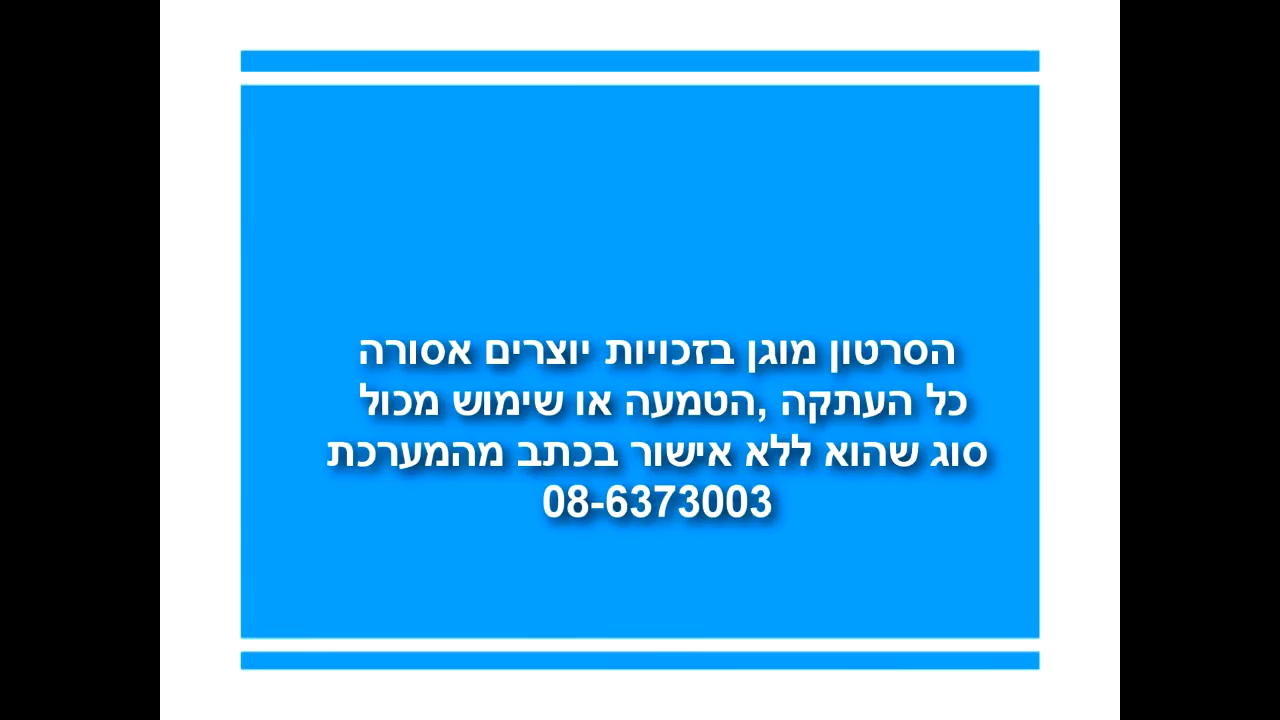 הסרטון מוגן בזכויות יוצרים אסורה
כל העתקה ,הטמעה או שימוש מכול
סוג שהוא ללא אישור בכתב מהמערכת
08-6373003